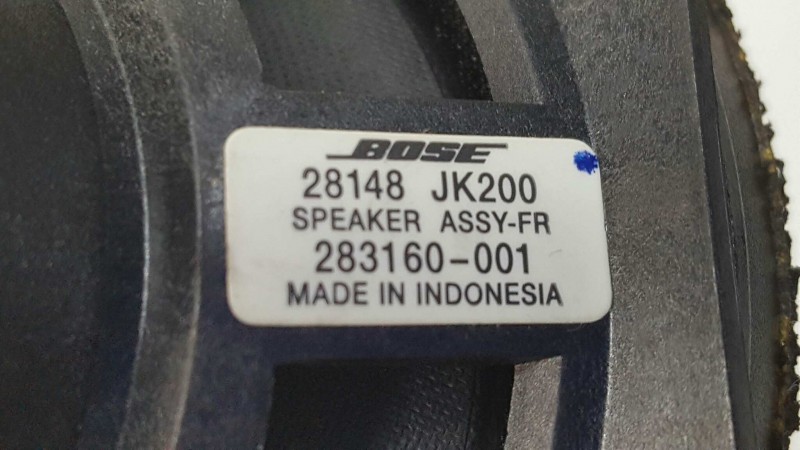 BOSE
28148 JK200
SPEAKER ASSY-FR
283160-001
MADE IN INDONESIA